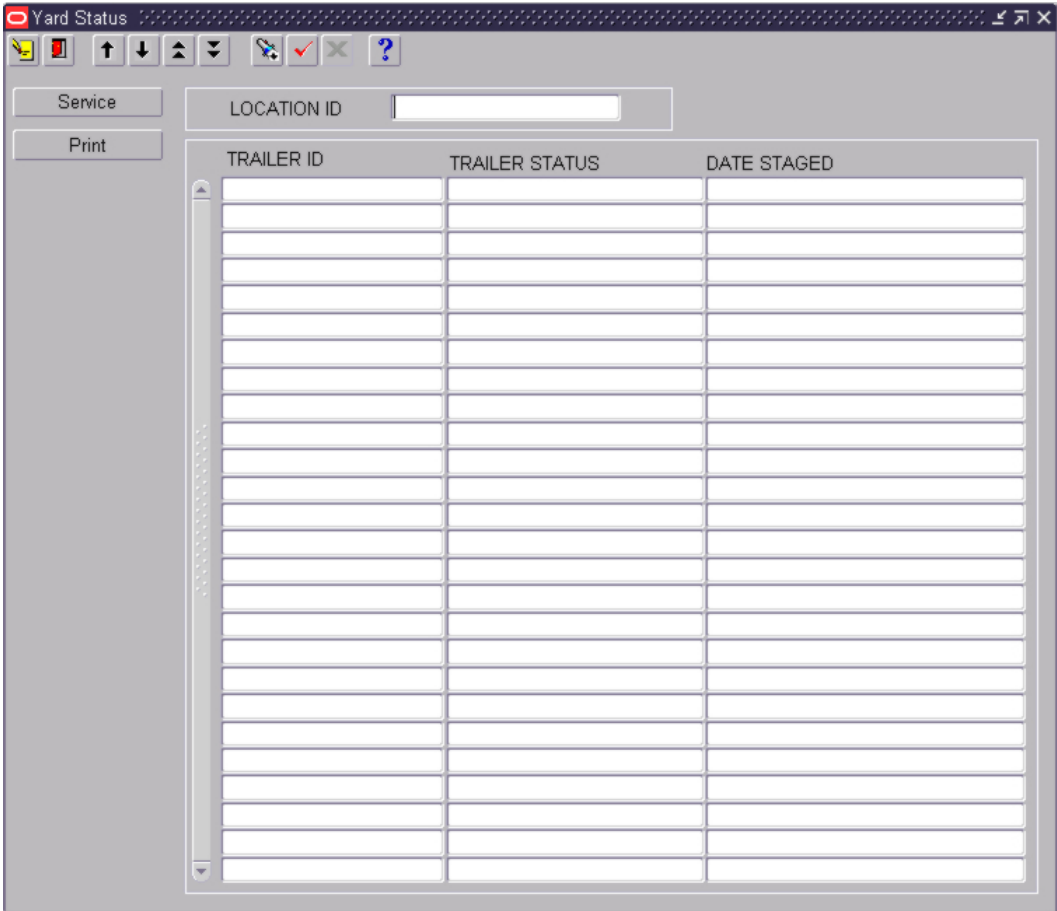 Yard Status
?
Service
Print
LOCATION ID
TRAILER ID TRAILER STATUS DATE STAGED